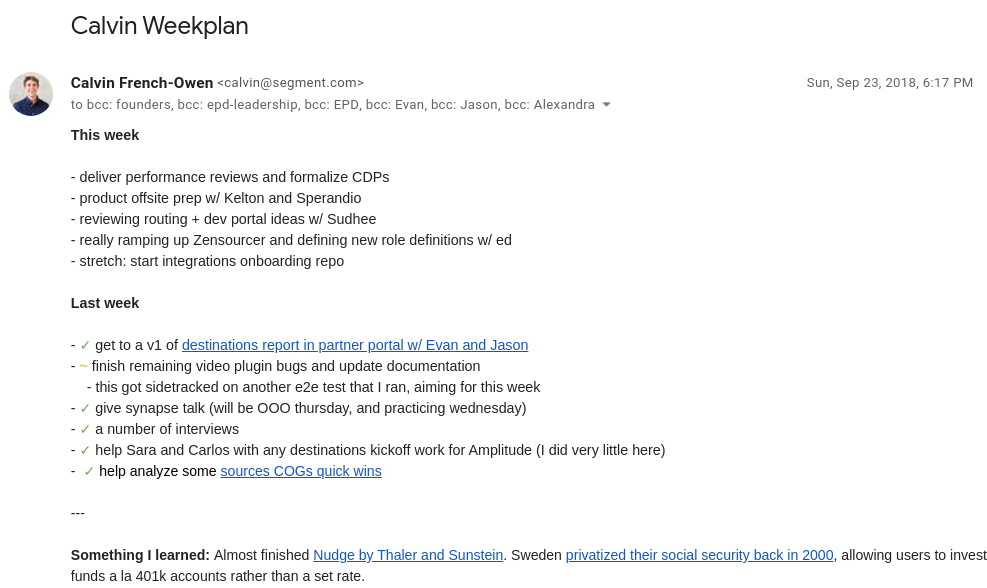 Calvin Weekplan
Calvin French-Owen <calvin@segment.com> Sun, Sep 23, 2018, 6:17 PM
to bcc: founders, bcc: epd-leadership, bcc: EPD, bcc: Evan, bcc: Jason, bcc: Alexandra
This week
- deliver performance reviews and formalize CDPs
- product offsite prep w/ Kelton and Sperandio
- reviewing routing + dev portal ideas w/ Sudhee
- really ramping up Zensourcer and defining new role definitions w/ ed
- stretch: start integrations onboarding repo
Last week
- ✓ get to a v1 of destinations report in partner portal w/ Evan and Jason
- ~ finish remaining video plugin bugs and update documentation
- this got sidetracked on another e2e test that I ran, aiming for this week
- ✓ give synapse talk (will be OOO thursday, and practicing wednesday)
- ✓ a number of interviews
- ✓ help Sara and Carlos with any destinations kickoff work for Amplitude (I did very little here)
- ✓ help analyze some sources COGs quick wins
---
Something I learned: Almost finished Nudge by Thaler and Sunstein. Sweden privatized their social security back in 2000, allowing users to invest
funds a la 401k accounts rather than a set rate.